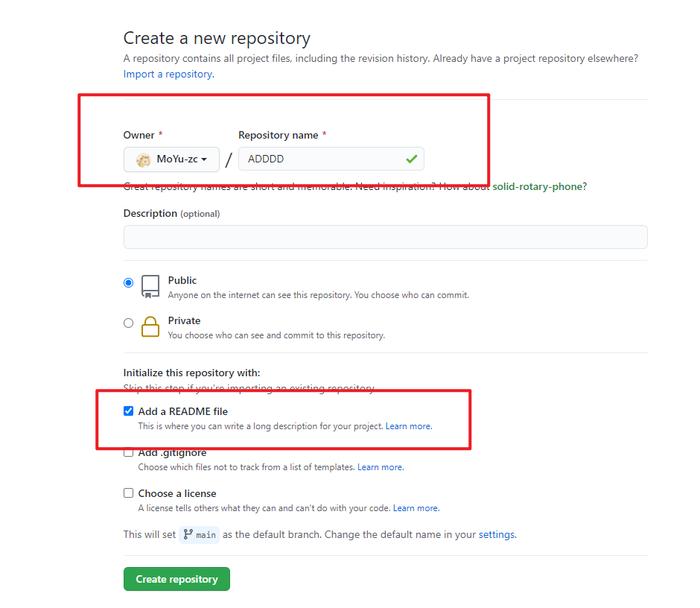 Create a new repository
A repository contains all project files, including the revision history. Already have a project repository elsewhere?
Import a repository.
Owner * Repository name *
MoYu-zc / ADDDD
Great repository names are short and memorable. Need inspiration? How about solid-rotary-phone?
Description (optional)
Public
Anyone on the internet can see this repository. You choose who can commit.
Private
You choose who can see and commit to this repository.
Initialize this repository with:
Skip this step if you're importing an existing repository.
Add a README file
This is where you can write a long description for your project. Learn more.
Add .gitignore
Choose which files not to track from a list of templates. Learn more.
Choose a license
A license tells others what they can and can't do with your code. Learn more.
This will set main as the default branch. Change the default name in your settings.
Create repository